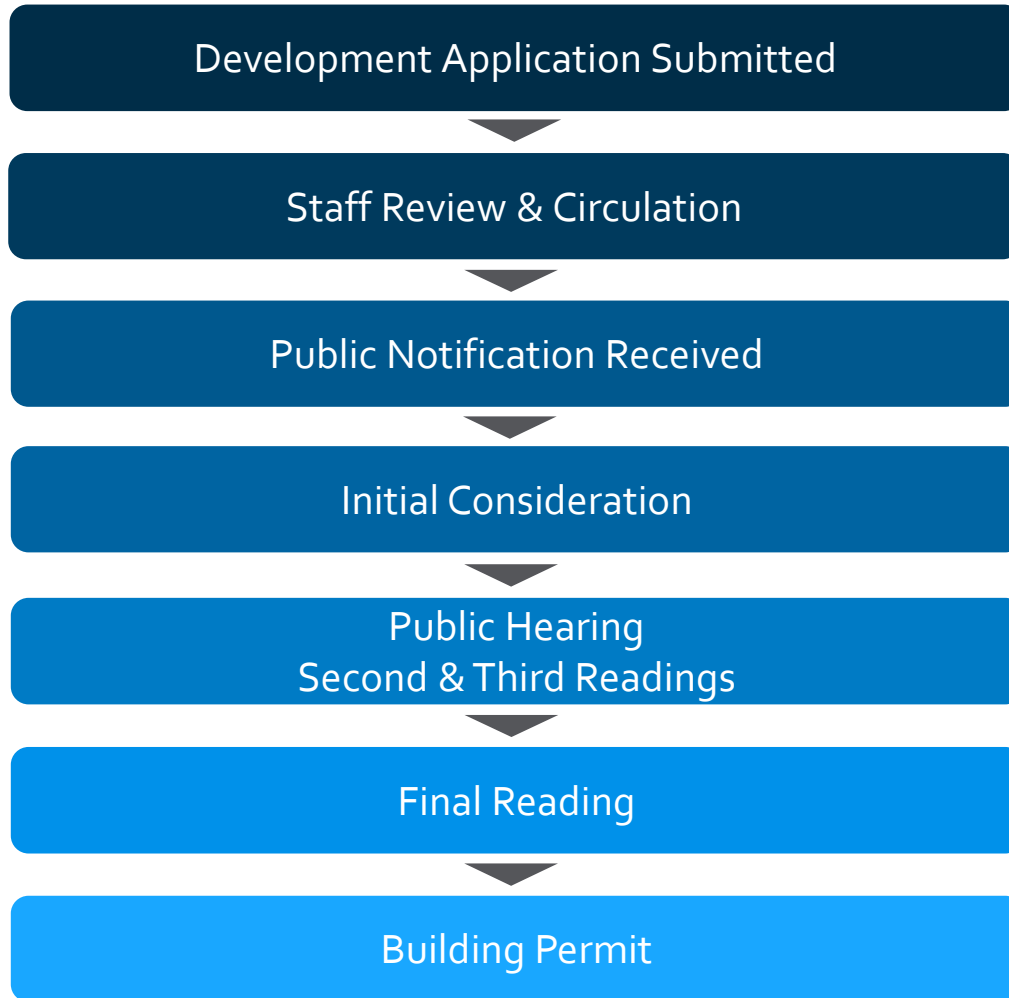 Development Application Submitted
Staff Review & Circulation
Public Notification Received
Initial Consideration
Public Hearing
Second & Third Readings
Final Reading
Building Permit